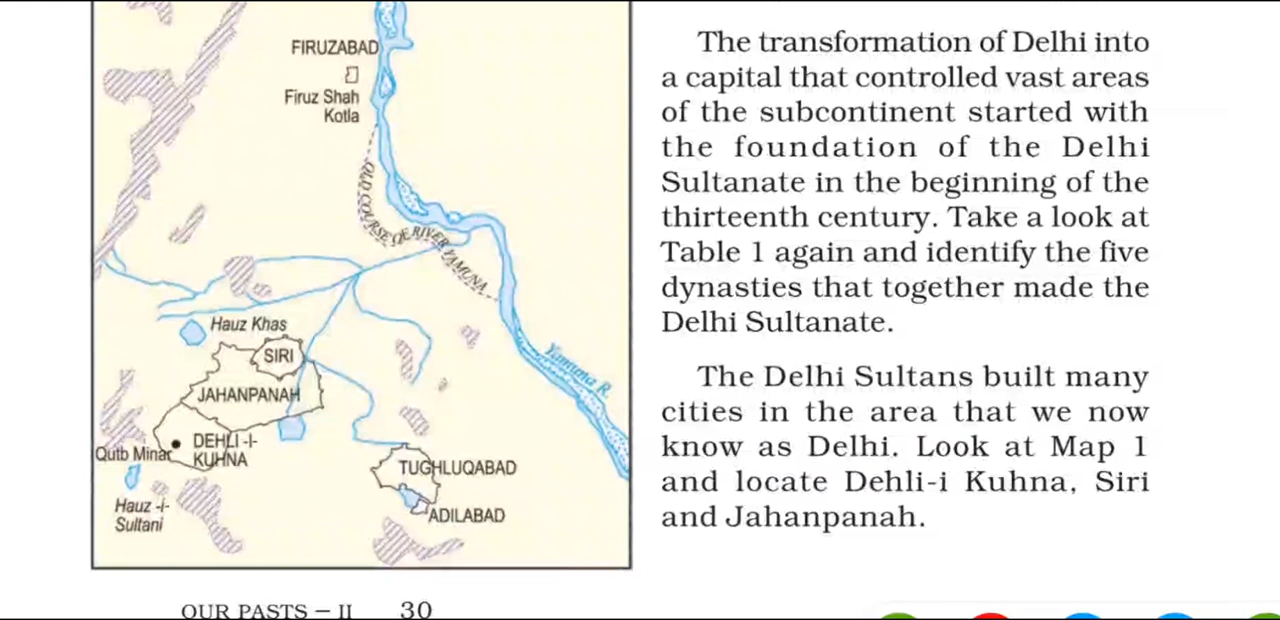 FIRUZABAD
Firuz Shah
Kotla
OLD COURSE OF RIVER YAMUNA
Hauz Khas
SIRI
JAHANPANAH
DEHLI -I-
KUHNA
Qutb Minar
Hauz -i-
Sultani
TUGHLUQABAD
ADILABAD
Yamuna R.
The transformation of Delhi into
a capital that controlled vast areas
of the subcontinent started with
the foundation of the Delhi
Sultanate in the beginning of the
thirteenth century. Take a look at
Table 1 again and identify the five
dynasties that together made the
Delhi Sultanate.
The Delhi Sultans built many
cities in the area that we now
know as Delhi. Look at Map 1
and locate Dehli-i Kuhna, Siri
and Jahanpanah.
OUR PASTS – II 30